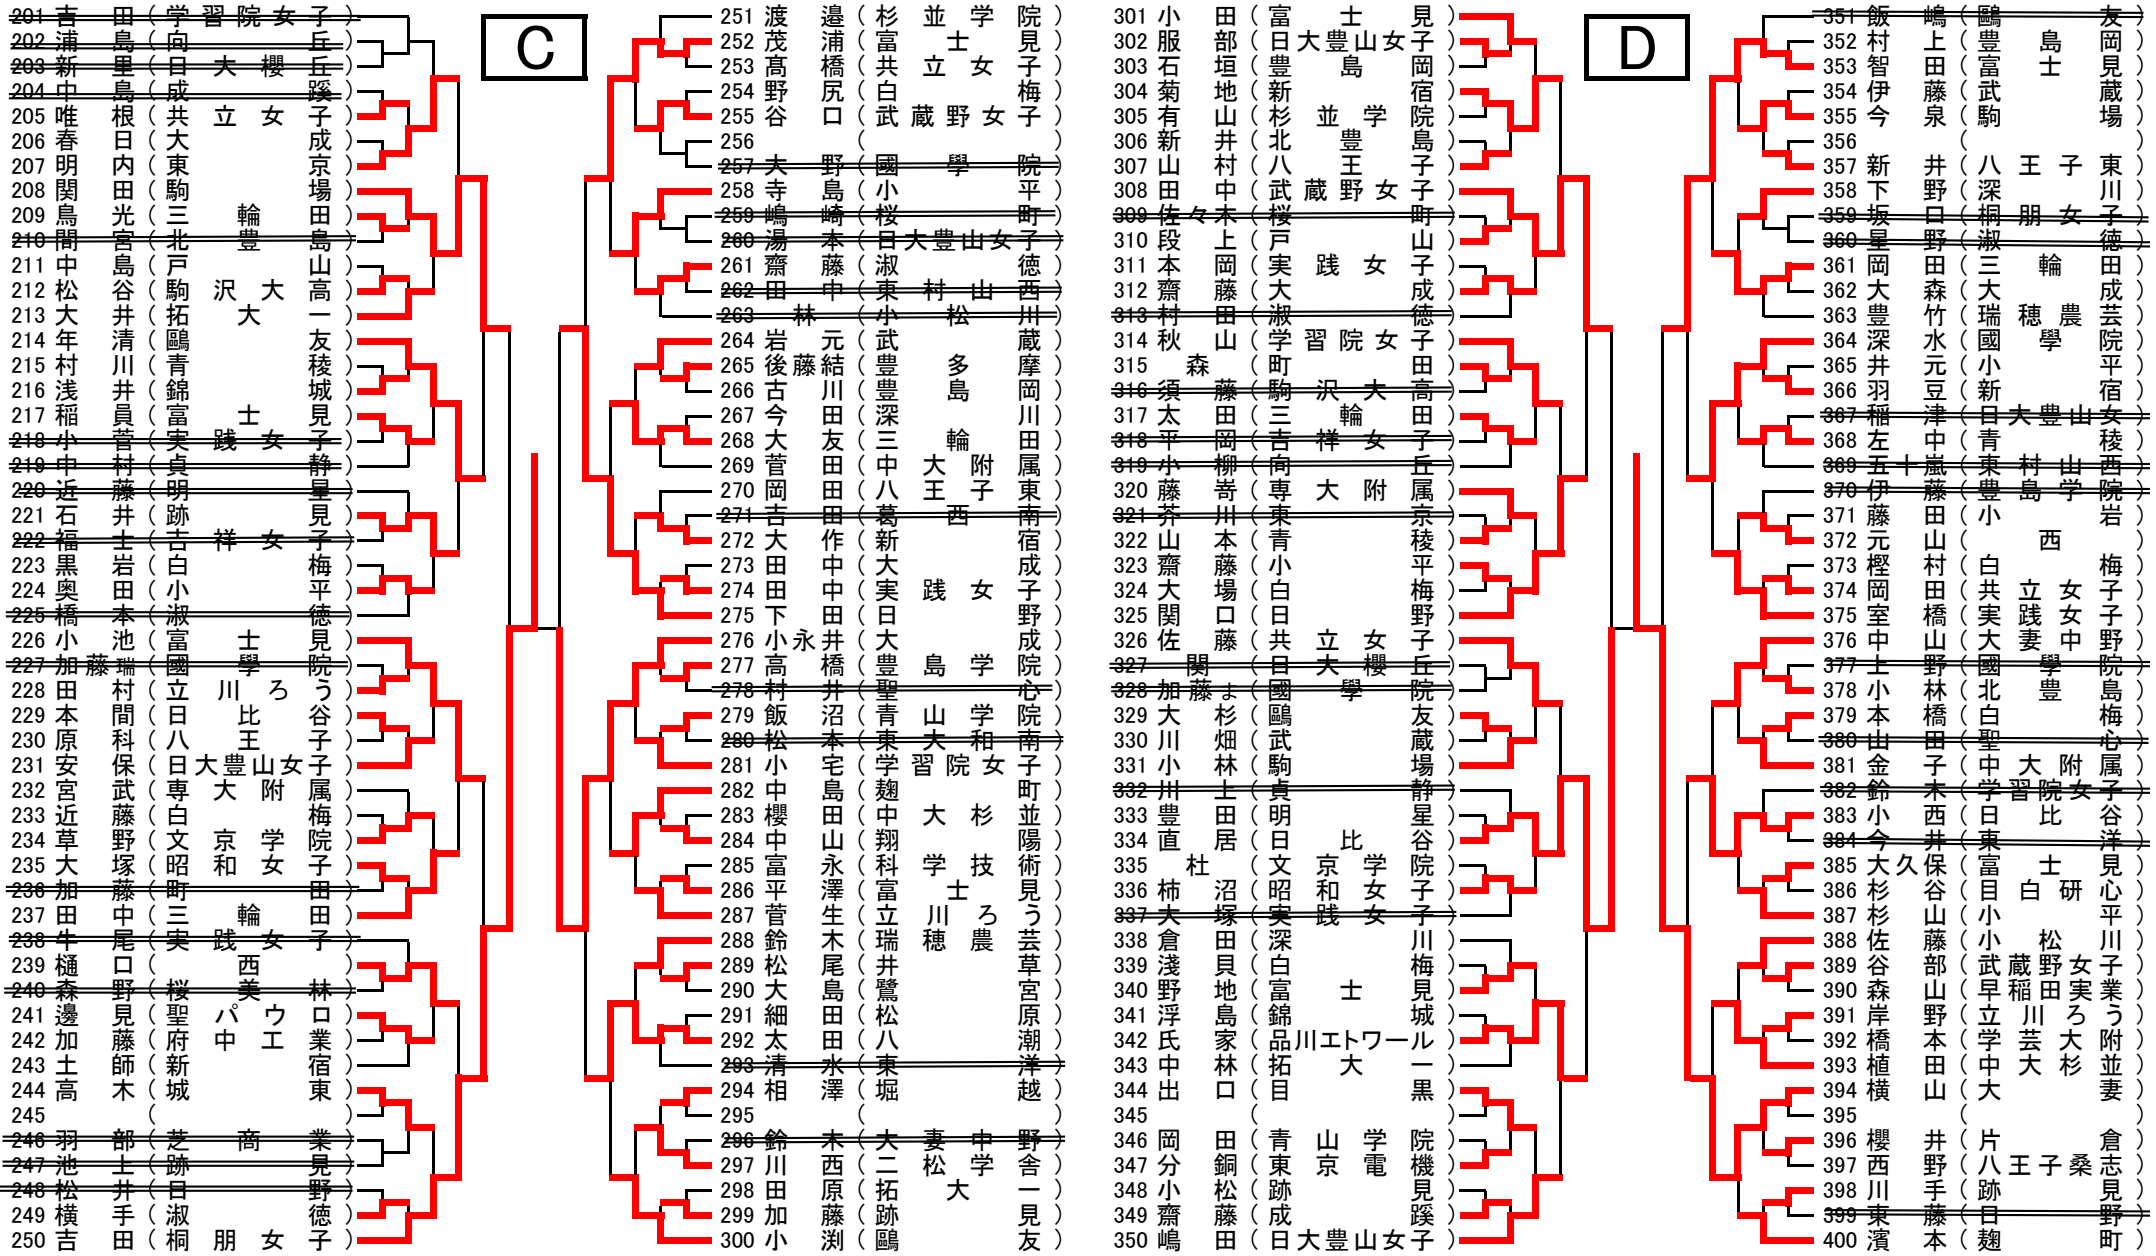 C
D
201 吉田(学習院女子)
202 浦島(向丘)
203 新里(日大櫻丘)
204 中島(成蹊)
205 唯根(共立女子)
206 春日(大成)
207 明内(東京)
208 関田(駒場)
209 鳥光(三輪田)
210 間宮(北豊島)
211 中島(戸山)
212 松谷(駒沢大高)
213 大井(拓大一)
214 年清(鷗友)
215 村川(青稜)
216 浅井(錦城)
217 稲員(富士見)
218 小菅(実践女子)
219 中村(貞静)
220 近藤(明星)
221 石井(跡見)
222 福士(吉祥女子)
223 黒岩(白梅)
224 奥田(小平)
225 橋本(淑徳)
226 小池(富士見)
227 加藤瑞(國學院)
228 田村(立川ろう)
229 本間(日比谷)
230 原科(八王子)
231 安保(日大豊山女子)
232 宮武(専大附属)
233 近藤(白梅)
234 草野(文京学院)
235 大塚(昭和女子)
236 加藤(町田)
237 田中(三輪田)
238 牛尾(実践女子)
239 樋口(西)
240 森野(桜美林)
241 邊見(聖パウロ)
242 加藤(府中工業)
243 土師(新宿)
244 高木(城東)
245 ( )
246 羽部(芝商業)
247 池上(跡見)
248 松井(日野)
249 横手(淑徳)
250 吉田(桐朋女子)
251 渡邉(杉並学院)
252 茂浦(富士見)
253 髙橋(共立女子)
254 野尻(白梅)
255 谷口(武蔵野女子)
256 ( )
257 大野(國學院)
258 寺島(小平)
259 嶋崎(桜町)
260 湯本(日大豊山女子)
261 齋藤(淑徳)
262 田中(東村山西)
263 林(小松川)
264 岩元(武蔵)
265 後藤結(豊多摩)
266 古川(豊島岡)
267 今田(深川)
268 大友(三輪田)
269 菅田(中大附属)
270 岡田(八王子東)
271 吉田(葛西南)
272 大作(新宿)
273 田中(大成)
274 田中(実践女子)
275 下田(日野)
276 小永井(大成)
277 高橋(豊島学院)
278 村井(聖心)
279 飯沼(青山学院)
280 松本(東大和南)
281 小宅(学習院女子)
282 中島(麹町)
283 櫻田(中大杉並)
284 中山(翔陽)
285 富永(科学技術)
286 平澤(富士見)
287 菅生(立川ろう)
288 鈴木(瑞穂農芸)
289 松尾(井草)
290 大島(鷺宮)
291 細田(松原)
292 太田(八潮)
293 清水(東洋)
294 相澤(堀越)
295 ( )
296 鈴木(大妻中野)
297 川西(二松学舎)
298 田原(拓大一)
299 加藤(跡見)
300 小渕(鷗友)
301 小田(富士見)
302 服部(日大豊山女子)
303 石垣(豊島岡)
304 菊地(新宿)
305 有山(杉並学院)
306 新井(北豊島)
307 山村(八王子)
308 田中(武蔵野女子)
309 佐々木(桜町)
310 段上(戸山)
311 本岡(実践女子)
312 齋藤(大成)
313 村田(淑徳)
314 秋山(学習院女子)
315 森(町田)
316 須藤(駒沢大高)
317 太田(三輪田)
318 平岡(吉祥女子)
319 小柳(向丘)
320 藤嵜(専大附属)
321 芥川(東京)
322 山本(青稜)
323 齋藤(小平)
324 大場(白梅)
325 関口(日野)
326 佐藤(共立女子)
327 関(日大櫻丘)
328 加藤ま(國學院)
329 大杉(鷗友)
330 川畑(武蔵)
331 小林(駒場)
332 川上(貞静)
333 豊田(明星)
334 直居(日比谷)
335 杜(文京学院)
336 柿沼(昭和女子)
337 大塚(実践女子)
338 倉田(深川)
339 淺貝(白梅)
340 野地(富士見)
341 浮島(錦城)
342 氏家(品川エトワール)
343 中林(拓大一)
344 出口(目黒)
345 ( )
346 岡田(青山学院)
347 分銅(東京電機)
348 小松(跡見)
349 齋藤(成蹊)
350 嶋田(日大豊山女子)
351 飯嶋(鷗友)
352 村上(豊島岡)
353 智田(富士見)
354 伊藤(武蔵)
355 今泉(駒場)
356 ( )
357 新井(八王子東)
358 下野(深川)
359 坂口(桐朋女子)
360 星野(淑徳)
361 岡田(三輪田)
362 大森(大成)
363 豊竹(瑞穂農芸)
364 深水(國學院)
365 井元(小平)
366 羽豆(新宿)
367 稲津(日大豊山女)
368 左中(青稜)
369 五十嵐(東村山西)
370 伊藤(豊島学院)
371 藤田(小岩)
372 元山(西)
373 樫村(白梅)
374 岡田(共立女子)
375 室橋(実践女子)
376 中山(大妻中野)
377 上野(國學院)
378 小林(北豊島)
379 本橋(白梅)
380 山田(聖心)
381 金子(中大附属)
382 鈴木(学習院女子)
383 小西(日比谷)
384 今井(東洋)
385 大久保(富士見)
386 杉谷(目白研心)
387 杉山(小平)
388 佐藤(小松川)
389 谷部(武蔵野女子)
390 森山(早稲田実業)
391 岸野(立川ろう)
392 橋本(学芸大附)
393 植田(中大杉並)
394 横山(大妻)
395 ( )
396 櫻井(片倉)
397 西野(八王子桑志)
398 川手(跡見)
399 東藤(日野)
400 濱本(麹町)